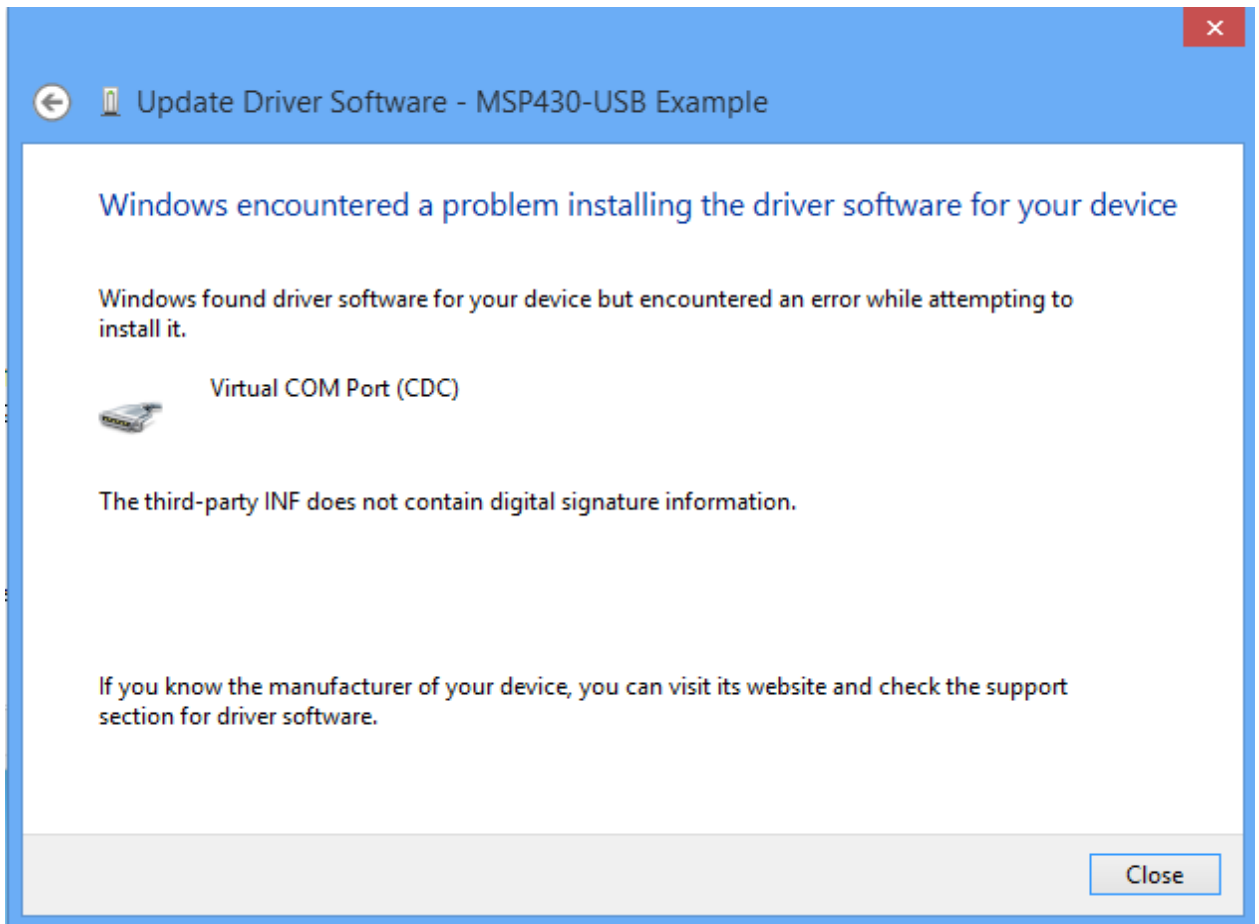 Update Driver Software - MSP430-USB Example
Windows encountered a problem installing the driver software for your device
Windows found driver software for your device but encountered an error while attempting to
install it.
Virtual COM Port (CDC)
The third-party INF does not contain digital signature information.
If you know the manufacturer of your device, you can visit its website and check the support
section for driver software.
Close